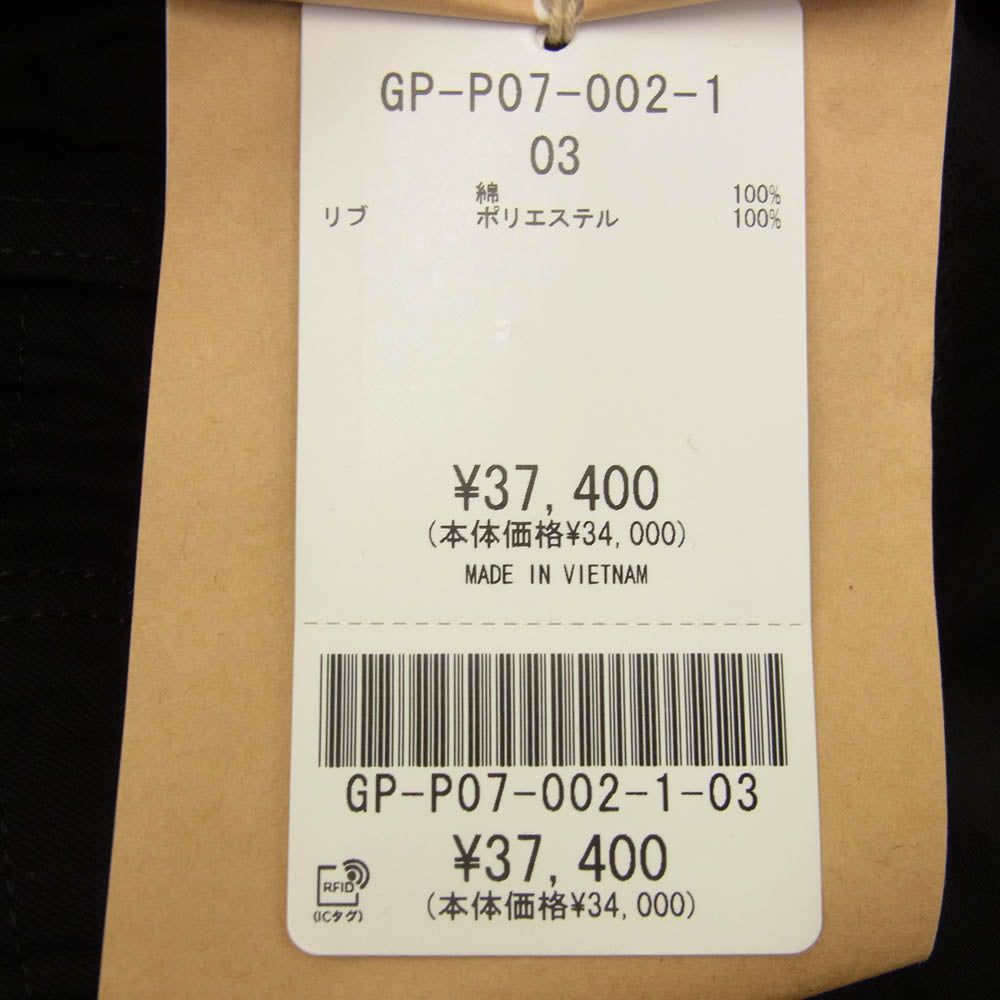 GP-P07-002-1
03
綿 100%
リブ ポリエステル 100%
¥37,400
(本体価格¥34,000)
MADE IN VIETNAM
GP-P07-002-1-03
¥37,400
RFID
(ICタグ)
(本体価格¥34,000)